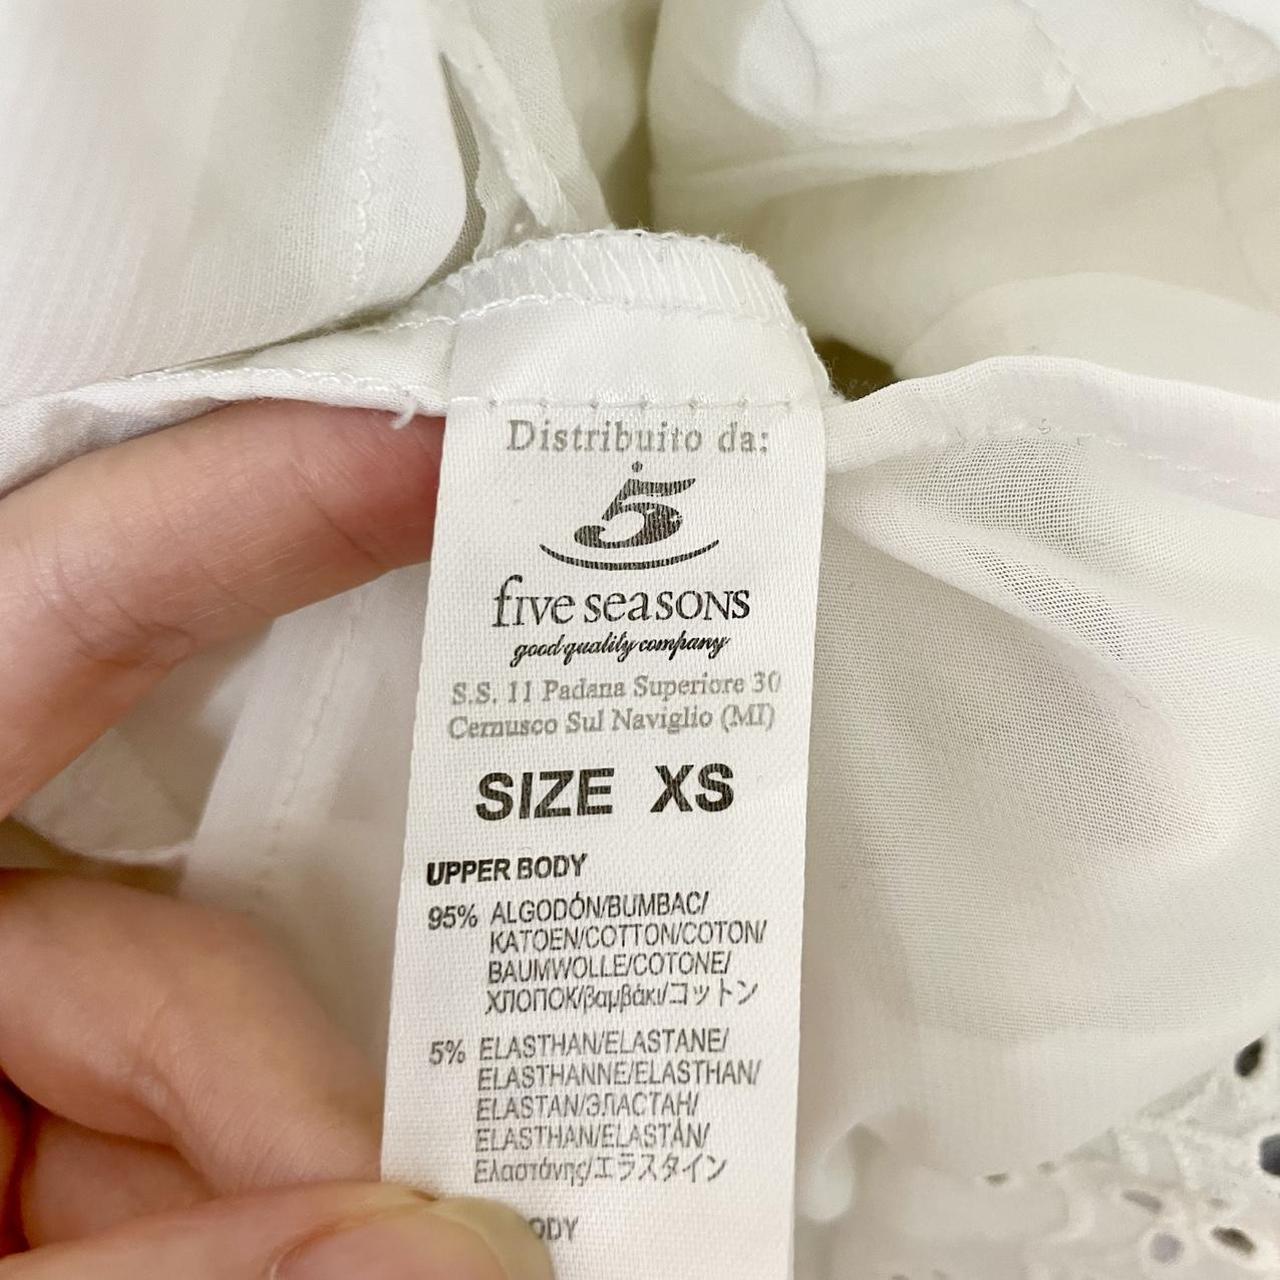 Distribuito da:
5
five seasons
good quality company
S.S. 11 Padana Superiore 30
Cernusco Sul Naviglio (MI)
SIZE XS
UPPER BODY
95% ALGODÓN/BUMBAC/
KATOEN/COTTON/COTON/
BAUMWOLLE/COTONE/
ХЛОПОК/βαμβάκι/コットン
5% ELASTHAN/ELASTANE/
ELASTHANNE/ELASTHAN/
ELASTAN/ЭЛАСТАН/
ELASTHAN/ELASTÁN/
Ελαστάνης/エラスタイン
ODY